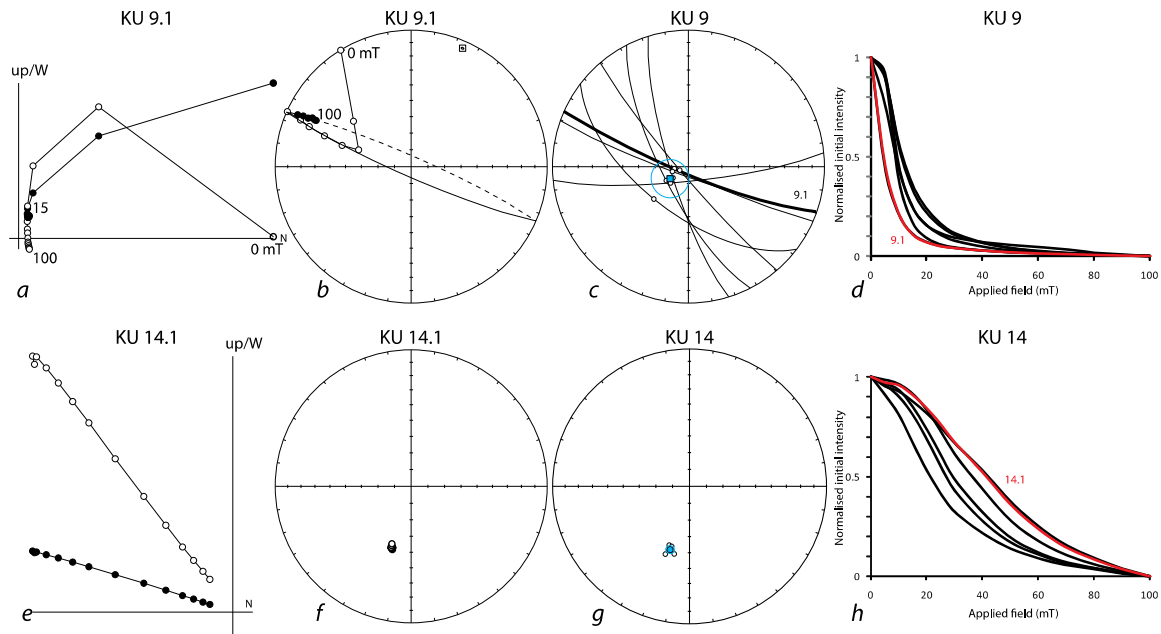 KU 9.1
KU 9.1
KU 9
KU 9
up/W
15
100
0 mT
N
a
0 mT
100
b
9.1
c
Normalised initial intensity
1
0.5
0
9.1
0 20 40 60 80 100
Applied field (mT)
d
KU 14.1
KU 14.1
KU 14
KU 14
up/W
N
e
f
g
Normalised initial intensity
1
0.5
0
14.1
0 20 40 60 80 100
Applied field (mT)
h